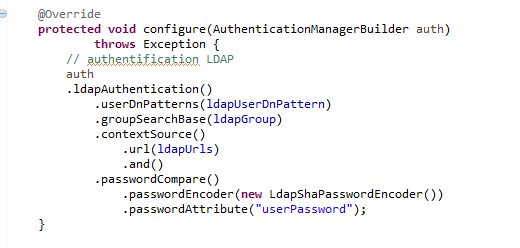 @Override
protected void configure(AuthenticationManagerBuilder auth)
throws Exception {
// authentification LDAP
auth
.ldapAuthentication()
.userDnPatterns(ldapUserDnPattern)
.groupSearchBase(ldapGroup)
.contextSource()
.url(ldapUrls)
.and()
.passwordCompare()
.passwordEncoder(new LdapShaPasswordEncoder())
.passwordAttribute("userPassword");
}